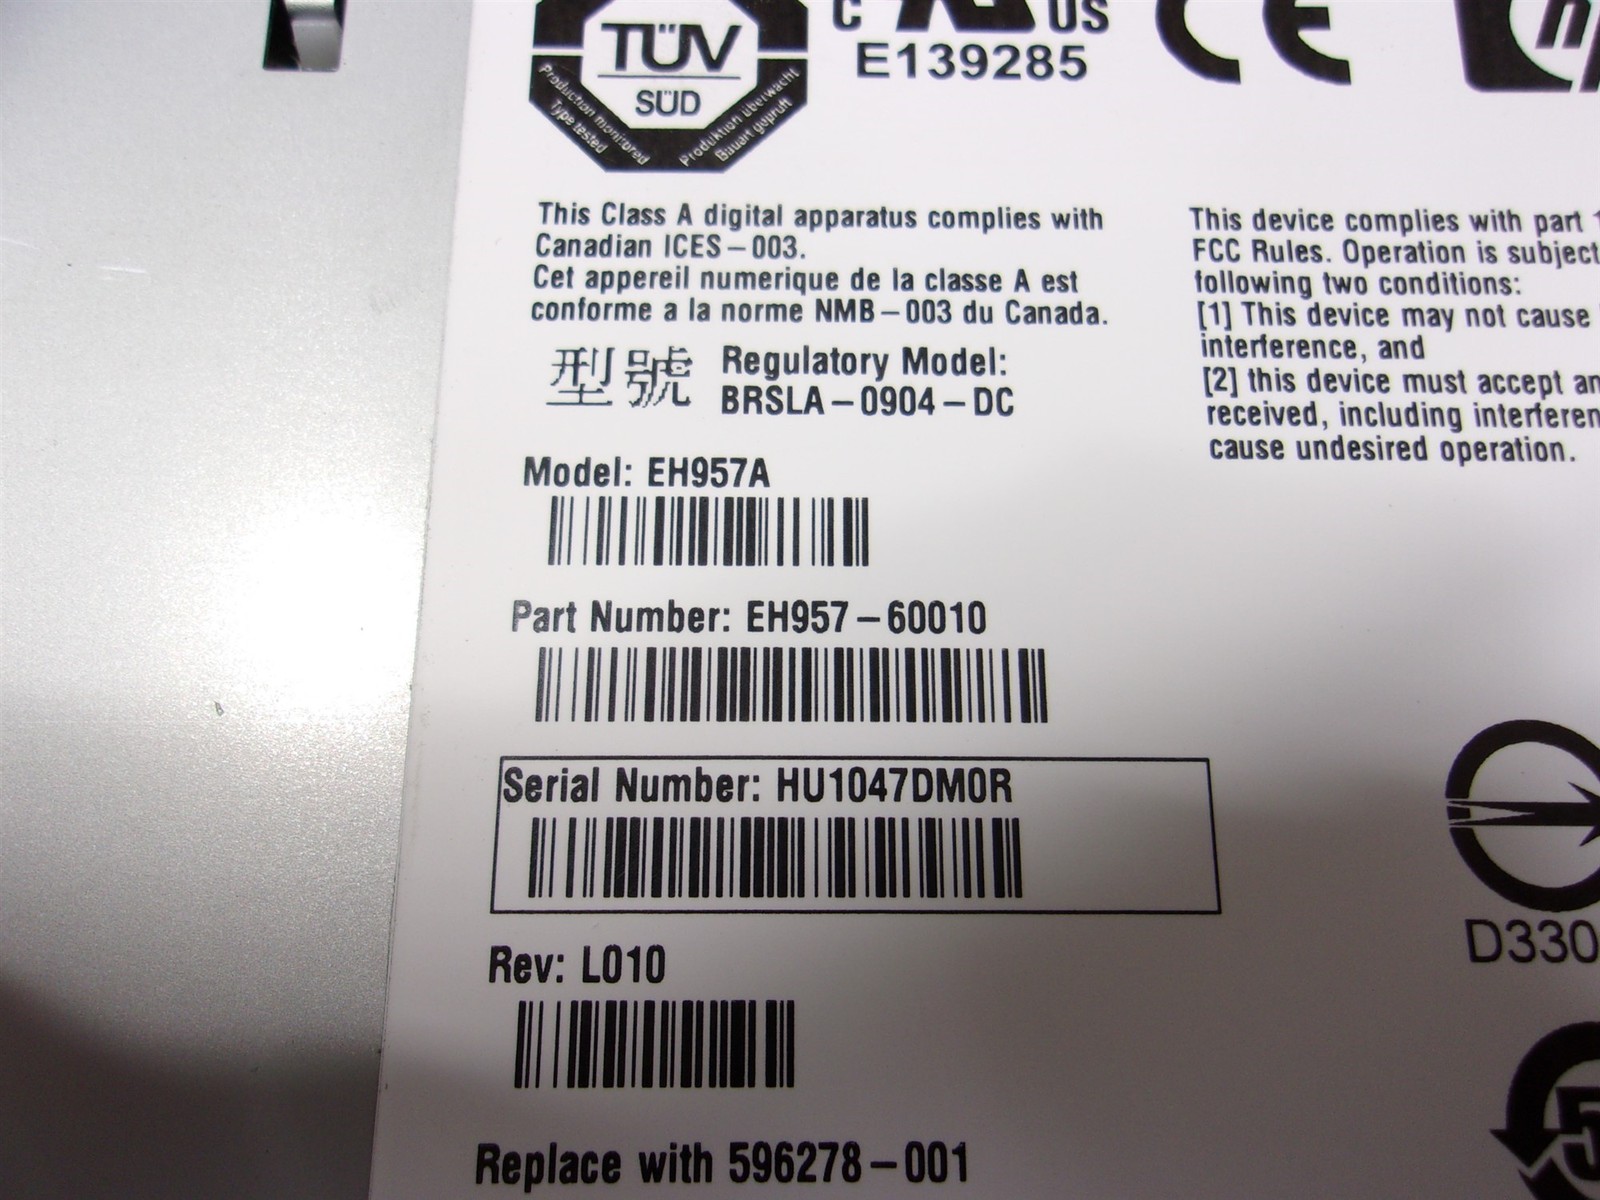 TÜV
SÜD
Production monitored
Type tested
Produktion überwacht
Bauart geprüft
C US
E139285
CE
hp
This Class A digital apparatus complies with
Canadian ICES-003.
Cet appereil numerique de la classe A est
conforme a la norme NMB-003 du Canada.
型號 Regulatory Model:
BRSLA-0904-DC
Model: EH957A
Part Number: EH957-60010
Serial Number: HU1047DM0R
Rev: L010
Replace with 596278-001
This device complies with part
FCC Rules. Operation is subject
following two conditions:
[1] This device may not cause
interference, and
[2] this device must accept
received, including
cause undesired operation.
D330
5